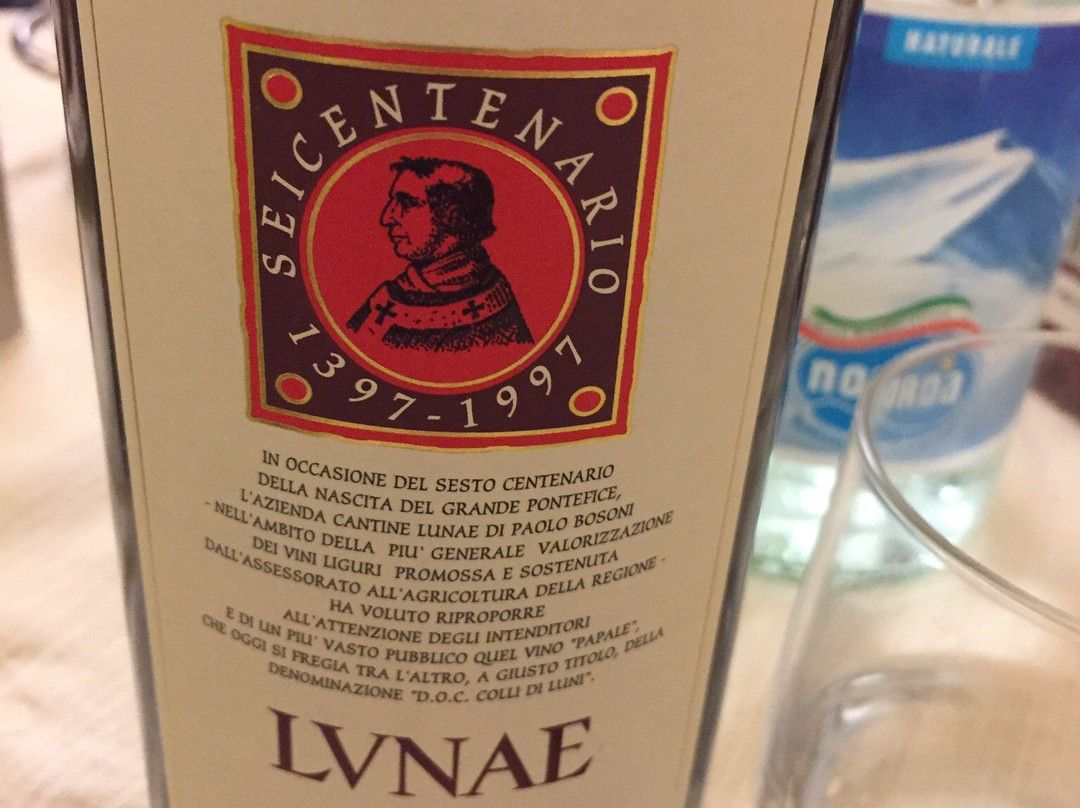 SEICENTENARIO
1397-1997
IN OCCASIONE DEL SESTO CENTENARIO
DELLA NASCITA DEL GRANDE PONTEFICE,
L'AZIENDA CANTINE LUNAE DI PAOLO BOSONI
- NELL'AMBITO DELLA PIU' GENERALE VALORIZZAZIONE
DEI VINI LIGURI PROMOSSA E SOSTENUTA
DALL'ASSESSORATO ALL'AGRICOLTURA DELLA REGIONE -
HA VOLUTO RIPROPORRE
ALL'ATTENZIONE DEGLI INTENDITORI
E DI UN PIU' VASTO PUBBLICO QUEL VINO "PAPALE",
CHE OGGI SI FREGIA TRA L'ALTRO, A GIUSTO TITOLO, DELLA
DENOMINAZIONE "D.O.C. COLLI DI LUNI".
LVNAE
NATURALE